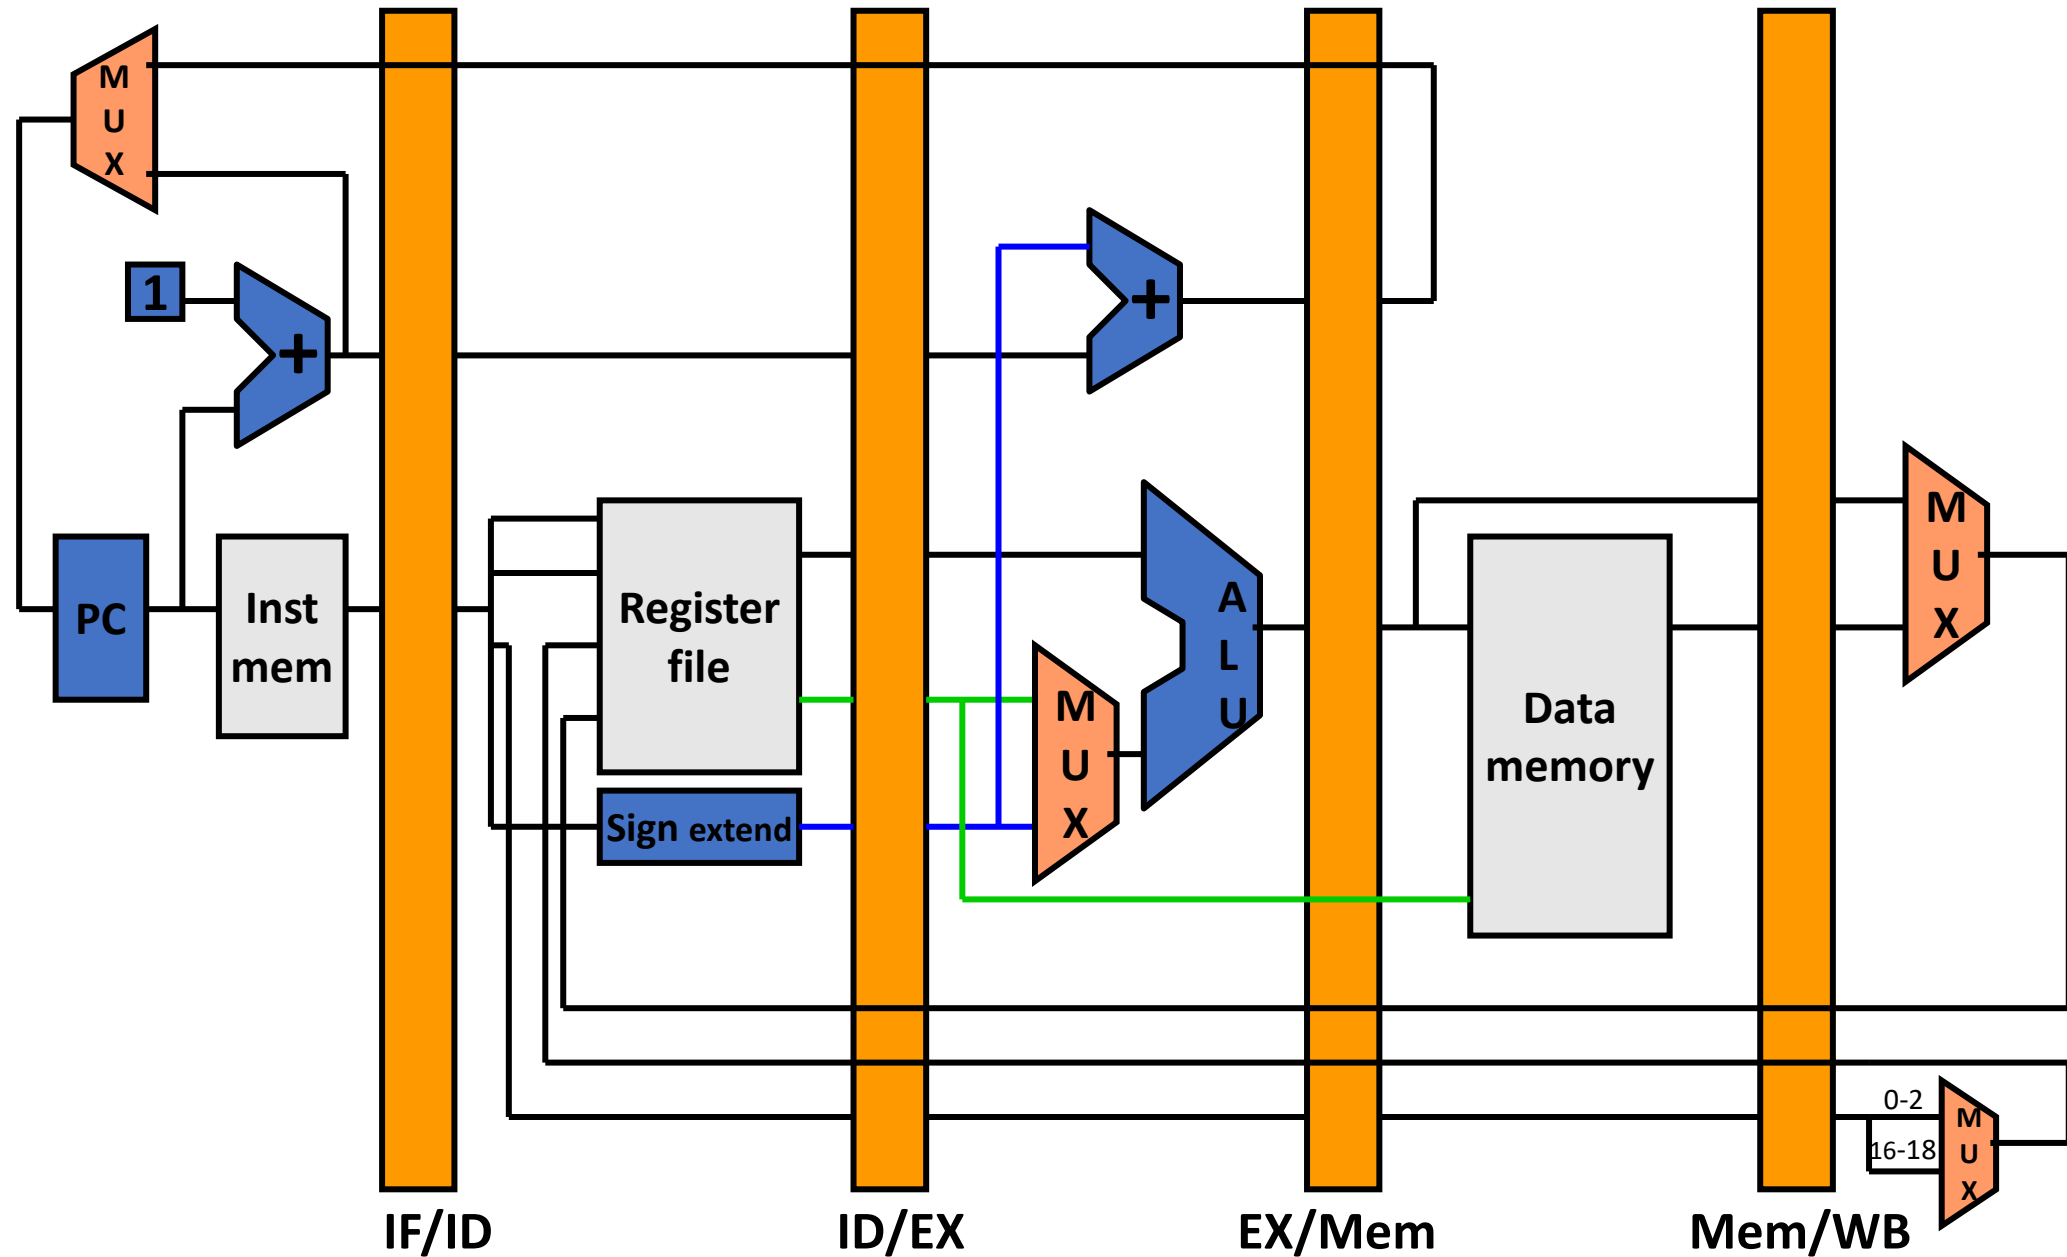 M
U
X
1
+
+
PC
Inst
mem
Register
file
Sign extend
M
U
X
A
L
U
Data
memory
M
U
X
0-2
16-18
M
U
X
IF/ID
ID/EX
EX/Mem
Mem/WB